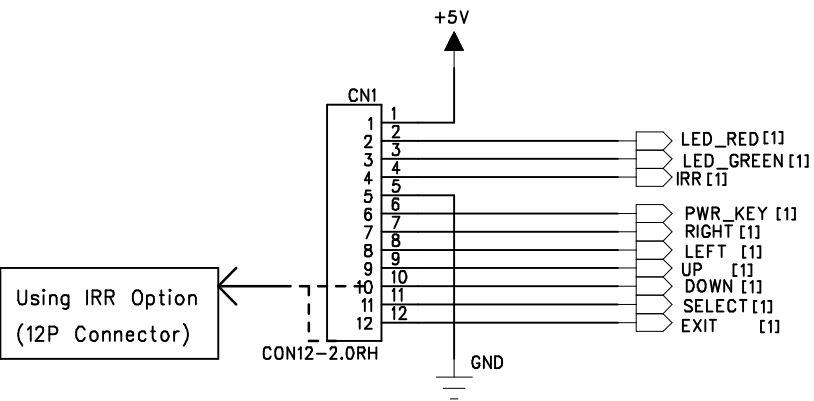 +5V
CN1
1 1
2 2 LED_RED [1]
3 3 LED_GREEN [1]
4 4 IRR [1]
5 5
6 6 PWR_KEY [1]
7 7 RIGHT [1]
8 8 LEFT [1]
9 9 UP [1]
10 10 DOWN [1]
11 11 SELECT [1]
12 12 EXIT [1]
Using IRR Option
(12P Connector)
CON12-2.0RH
GND